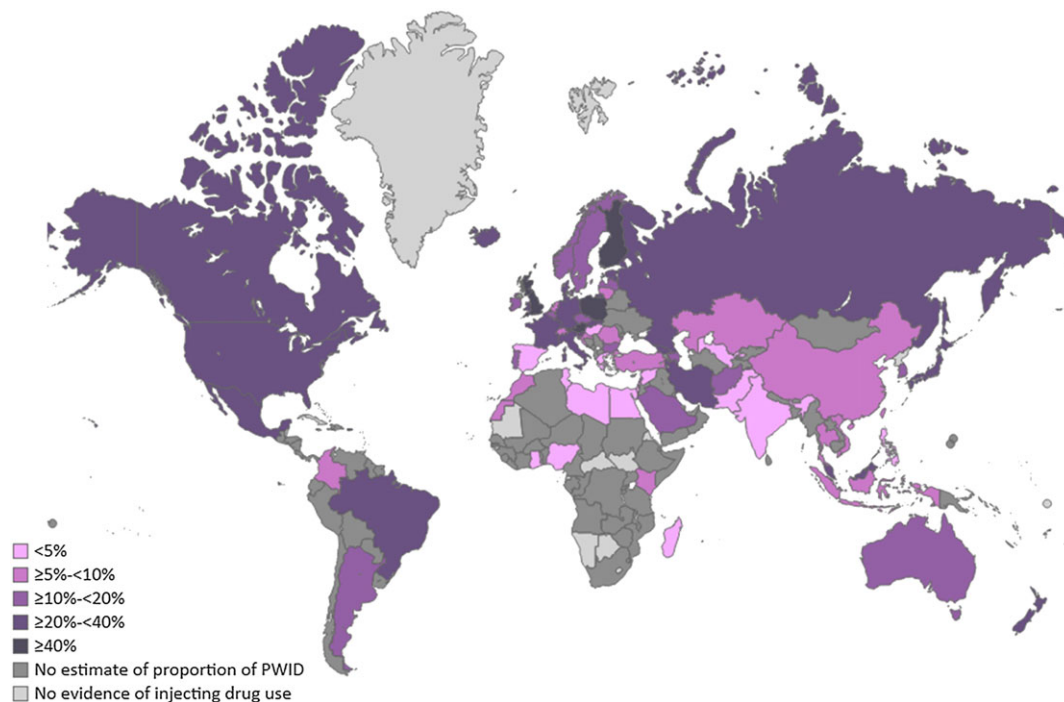 <5%
≥5%-<10%
≥10%-<20%
≥20%-<40%
≥40%
No estimate of proportion of PWID
No evidence of injecting drug use